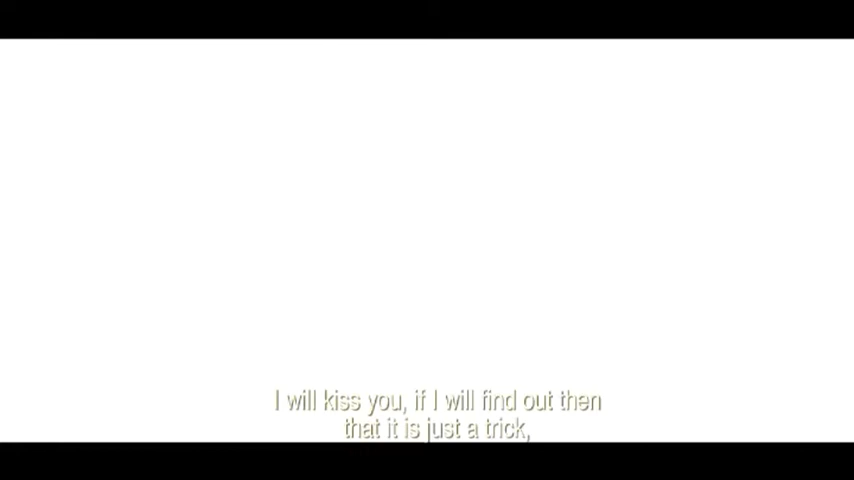 I will kiss you, if I will find out then
that it is just a trick,